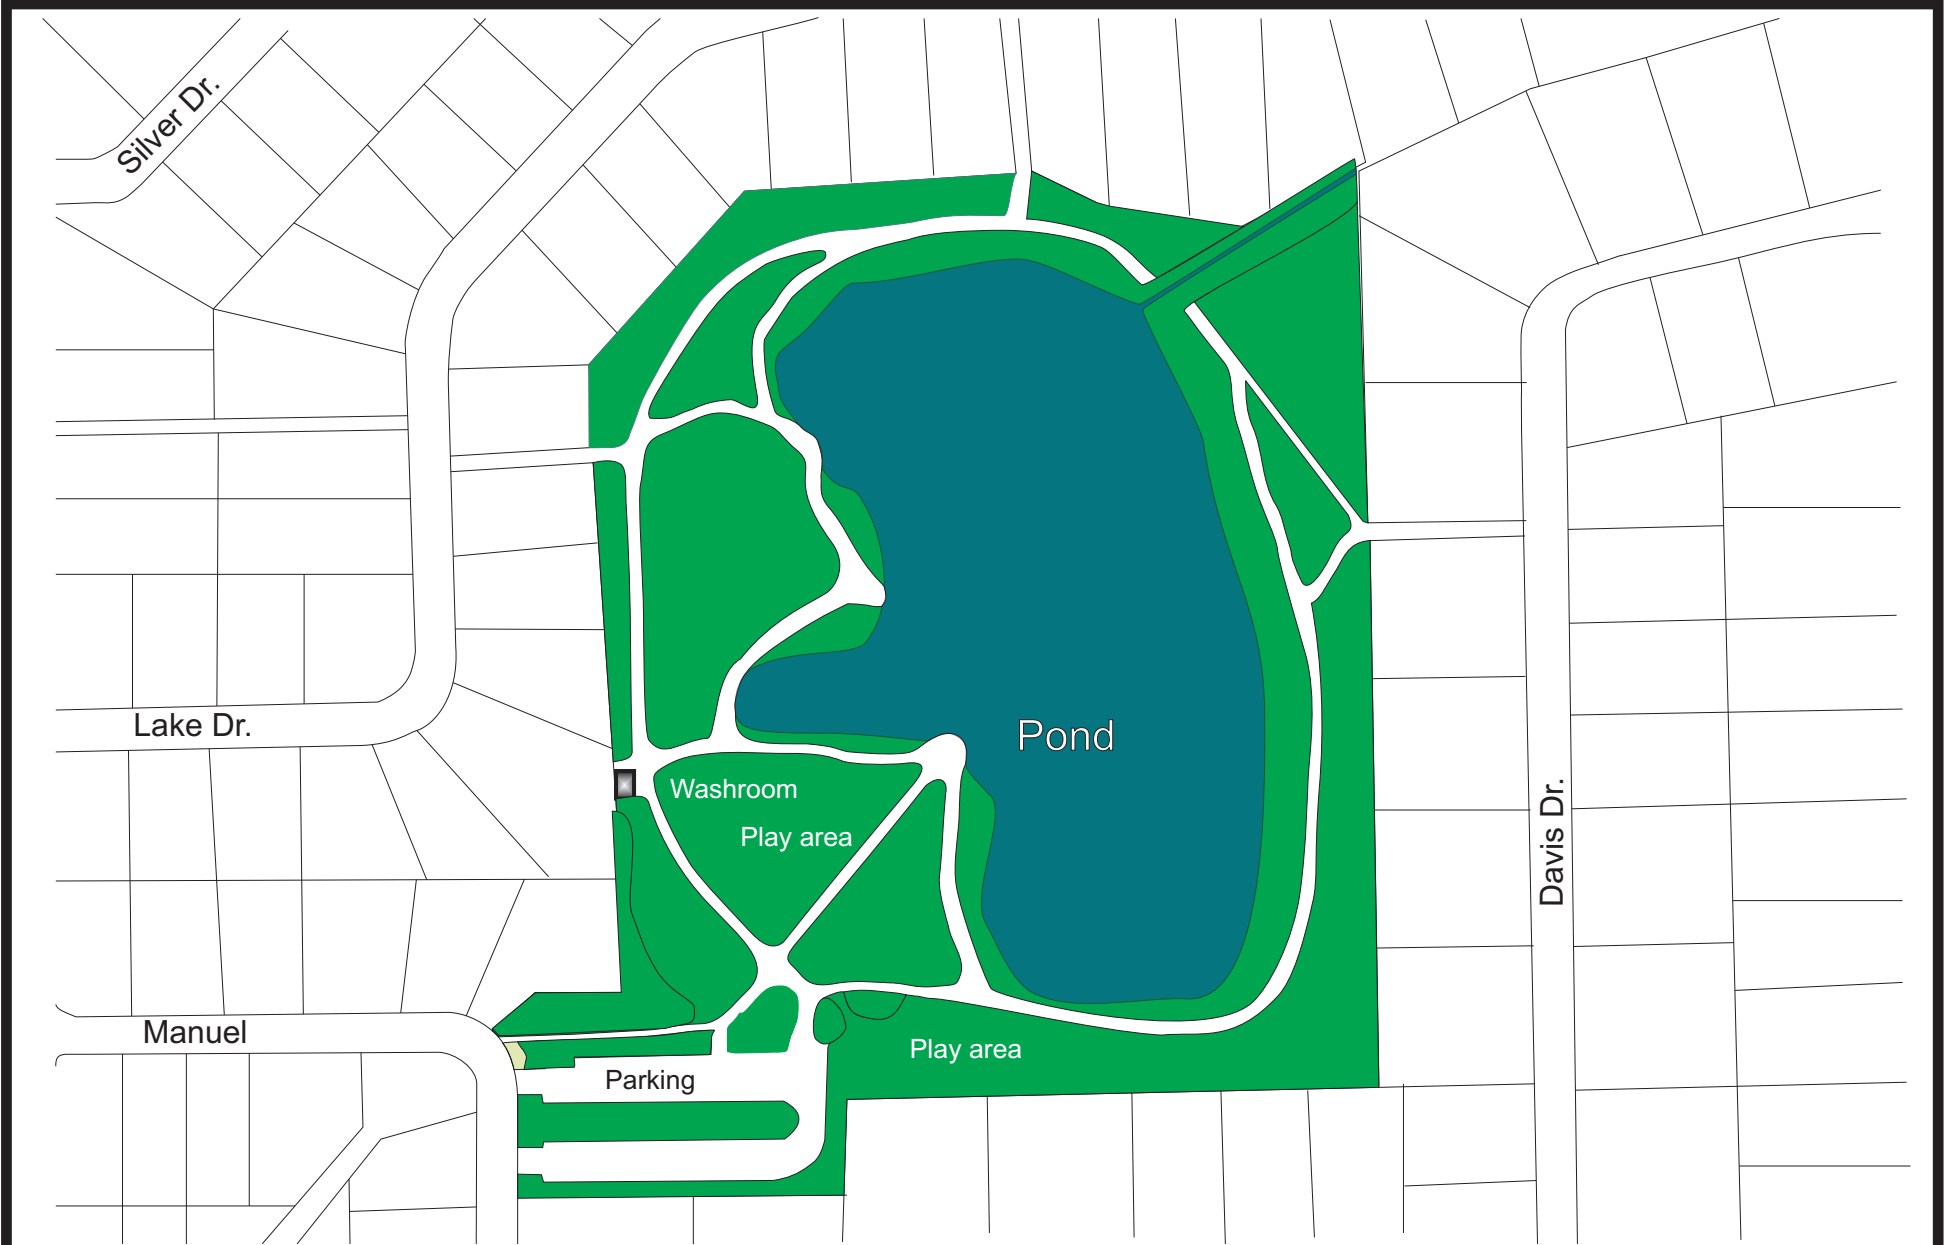 Silver Dr.
Lake Dr.
Pond
Washroom
Play area
Davis Dr.
Manuel
Play area
Parking